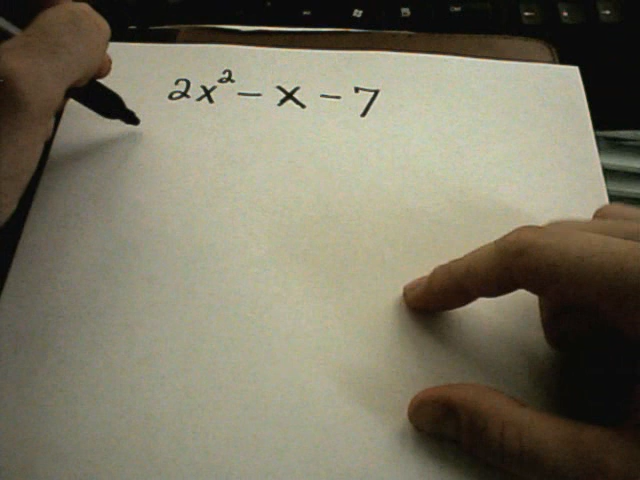 2x² - x - 7